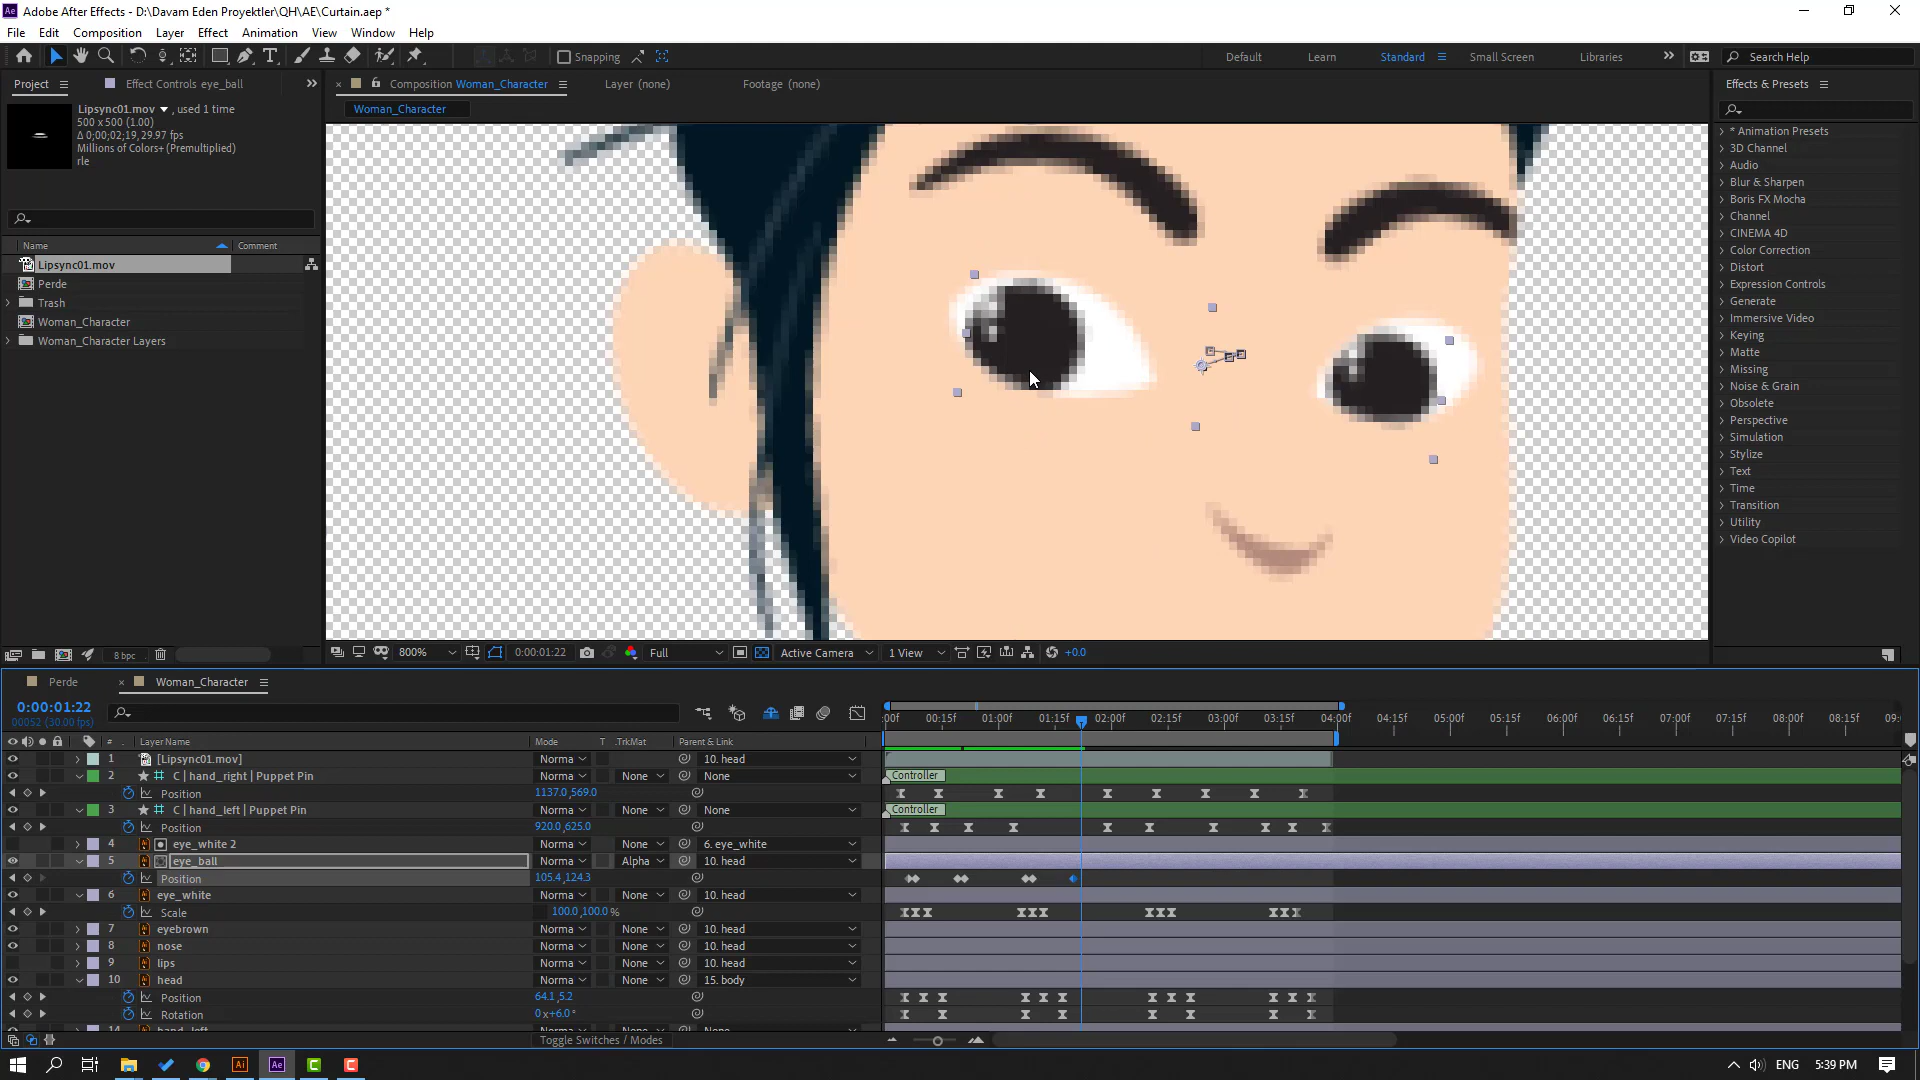 Adobe After Effects - D:\Davam Eden Proyektler\QH\AE\Curtain.aep *
File Edit Composition Layer Effect Animation View Window Help
Snapping Default Learn Standard Small Screen Libraries Search Help
Project Effect Controls eye_ball Composition Woman_Character Layer (none) Footage (none) Effects & Presets
Woman_Character
Lipsync01.mov , used 1 time
500 x 500 (1.00)
Δ 0;00;02;19, 29.97 fps
Millions of Colors+ (Premultiplied)
rle
Name Comment
Lipsync01.mov
Perde
Trash
Woman_Character
Woman_Character Layers
* Animation Presets
3D Channel
Audio
Blur & Sharpen
Boris FX Mocha
Channel
CINEMA 4D
Color Correction
Distort
Expression Controls
Generate
Immersive Video
Keying
Matte
Missing
Noise & Grain
Obsolete
Perspective
Simulation
Stylize
Text
Time
Transition
Utility
Video Copilot
8 bpc 800% 0:00:01:22 Full Active Camera 1 View +0.0
Perde Woman_Character
0:00:01:22
00052 (30.00 fps)
:00f 00:15f 01:00f 01:15f 02:00f 02:15f 03:00f 03:15f 04:00f 04:15f 05:00f 05:15f 06:00f 06:15f 07:00f 07:15f 08:00f 08:15f 09:0
# Layer Name Mode T .TrkMat Parent & Link
1 [Lipsync01.mov] Norma 10. head
2 C | hand_right | Puppet Pin Norma None None Controller
Position 1137.0,569.0
3 C | hand_left | Puppet Pin Norma None None Controller
Position 920.0,625.0
4 eye_white 2 Norma None 6. eye_white
5 eye_ball Norma Alpha 10. head
Position 105.4,124.3
6 eye_white Norma None 10. head
Scale 100.0,100.0 %
7 eyebrown Norma None 10. head
8 nose Norma None 10. head
9 lips Norma None 10. head
10 head Norma None 15. body
Position 64.1,5.2
Rotation 0 x+6.0 °
14 hand_left Norma None None
Toggle Switches / Modes
ENG 5:39 PM